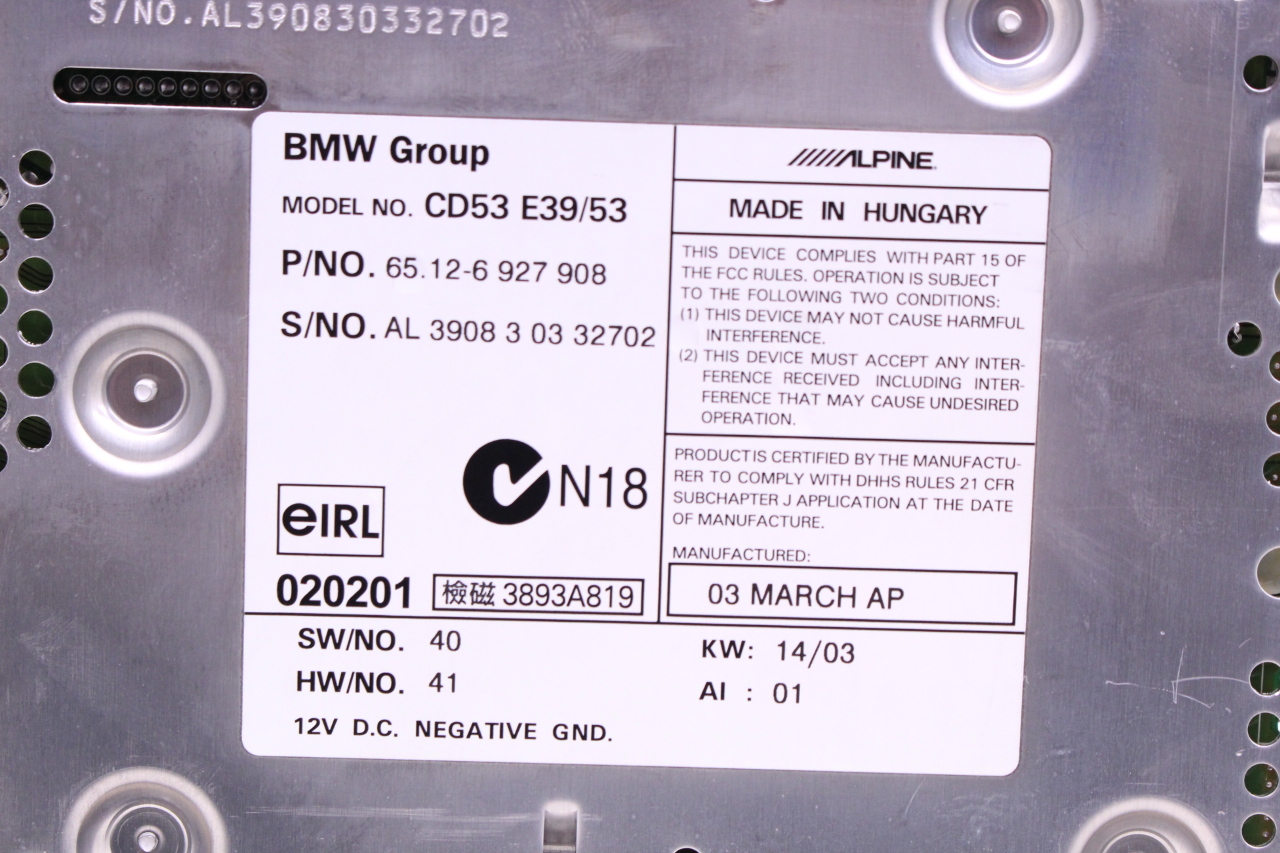 S/NO.AL390830332702
BMW Group
MODEL NO. CD53 E39/53
P/NO. 65.12-6 927 908
S/NO. AL 3908 3 03 32702
N18
eIRL
020201 檢磁 3893A819
ALPINE
MADE IN HUNGARY
THIS DEVICE COMPLIES WITH PART 15 OF
THE FCC RULES. OPERATION IS SUBJECT
TO THE FOLLOWING TWO CONDITIONS:
(1) THIS DEVICE MAY NOT CAUSE HARMFUL
INTERFERENCE.
(2) THIS DEVICE MUST ACCEPT ANY INTER-
FERENCE RECEIVED INCLUDING INTER-
FERENCE THAT MAY CAUSE UNDESIRED
OPERATION.
PRODUCT IS CERTIFIED BY THE MANUFACTU-
RER TO COMPLY WITH DHHS RULES 21 CFR
SUBCHAPTER J APPLICATION AT THE DATE
OF MANUFACTURE.
MANUFACTURED:
03 MARCH AP
SW/NO. 40
HW/NO. 41
12V D.C. NEGATIVE GND.
KW: 14/03
AI : 01